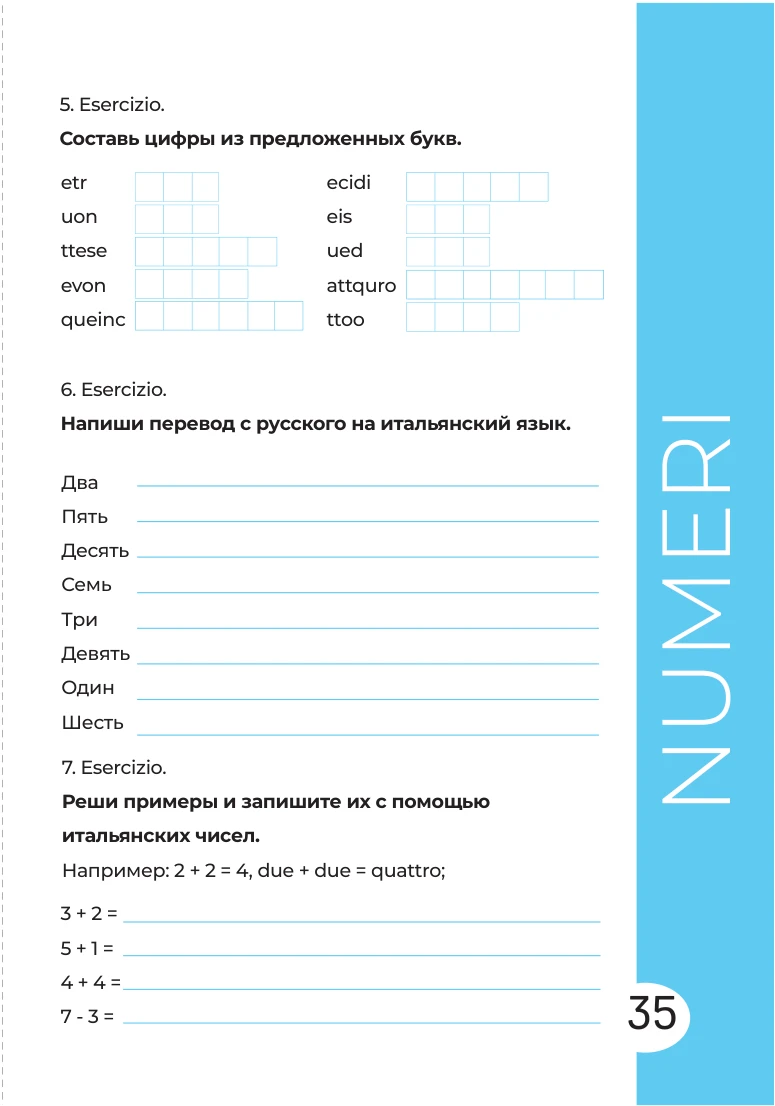 5. Esercizio.
Составь цифры из предложенных букв.
etr
uon
ttese
evon
queinc
ecidi
eis
ued
attquro
ttoo
6. Esercizio.
Напиши перевод с русского на итальянский язык.
Два
Пять
Десять
Семь
Три
Девять
Один
Шесть
7. Esercizio.
Реши примеры и запишите их с помощью
итальянских чисел.
Например: 2 + 2 = 4, due + due = quattro;
3 + 2 =
5 + 1 =
4 + 4 =
7 - 3 =
NUMERI
35